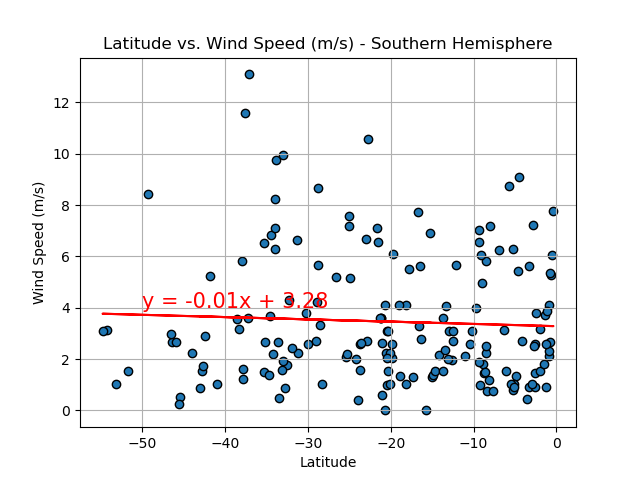 Latitude vs. Wind Speed (m/s) - Southern Hemisphere
12
10
8
6
4
2
0
Wind Speed (m/s)
y = -0.01x + 3.28
−50 −40 −30 −20 −10 0
Latitude